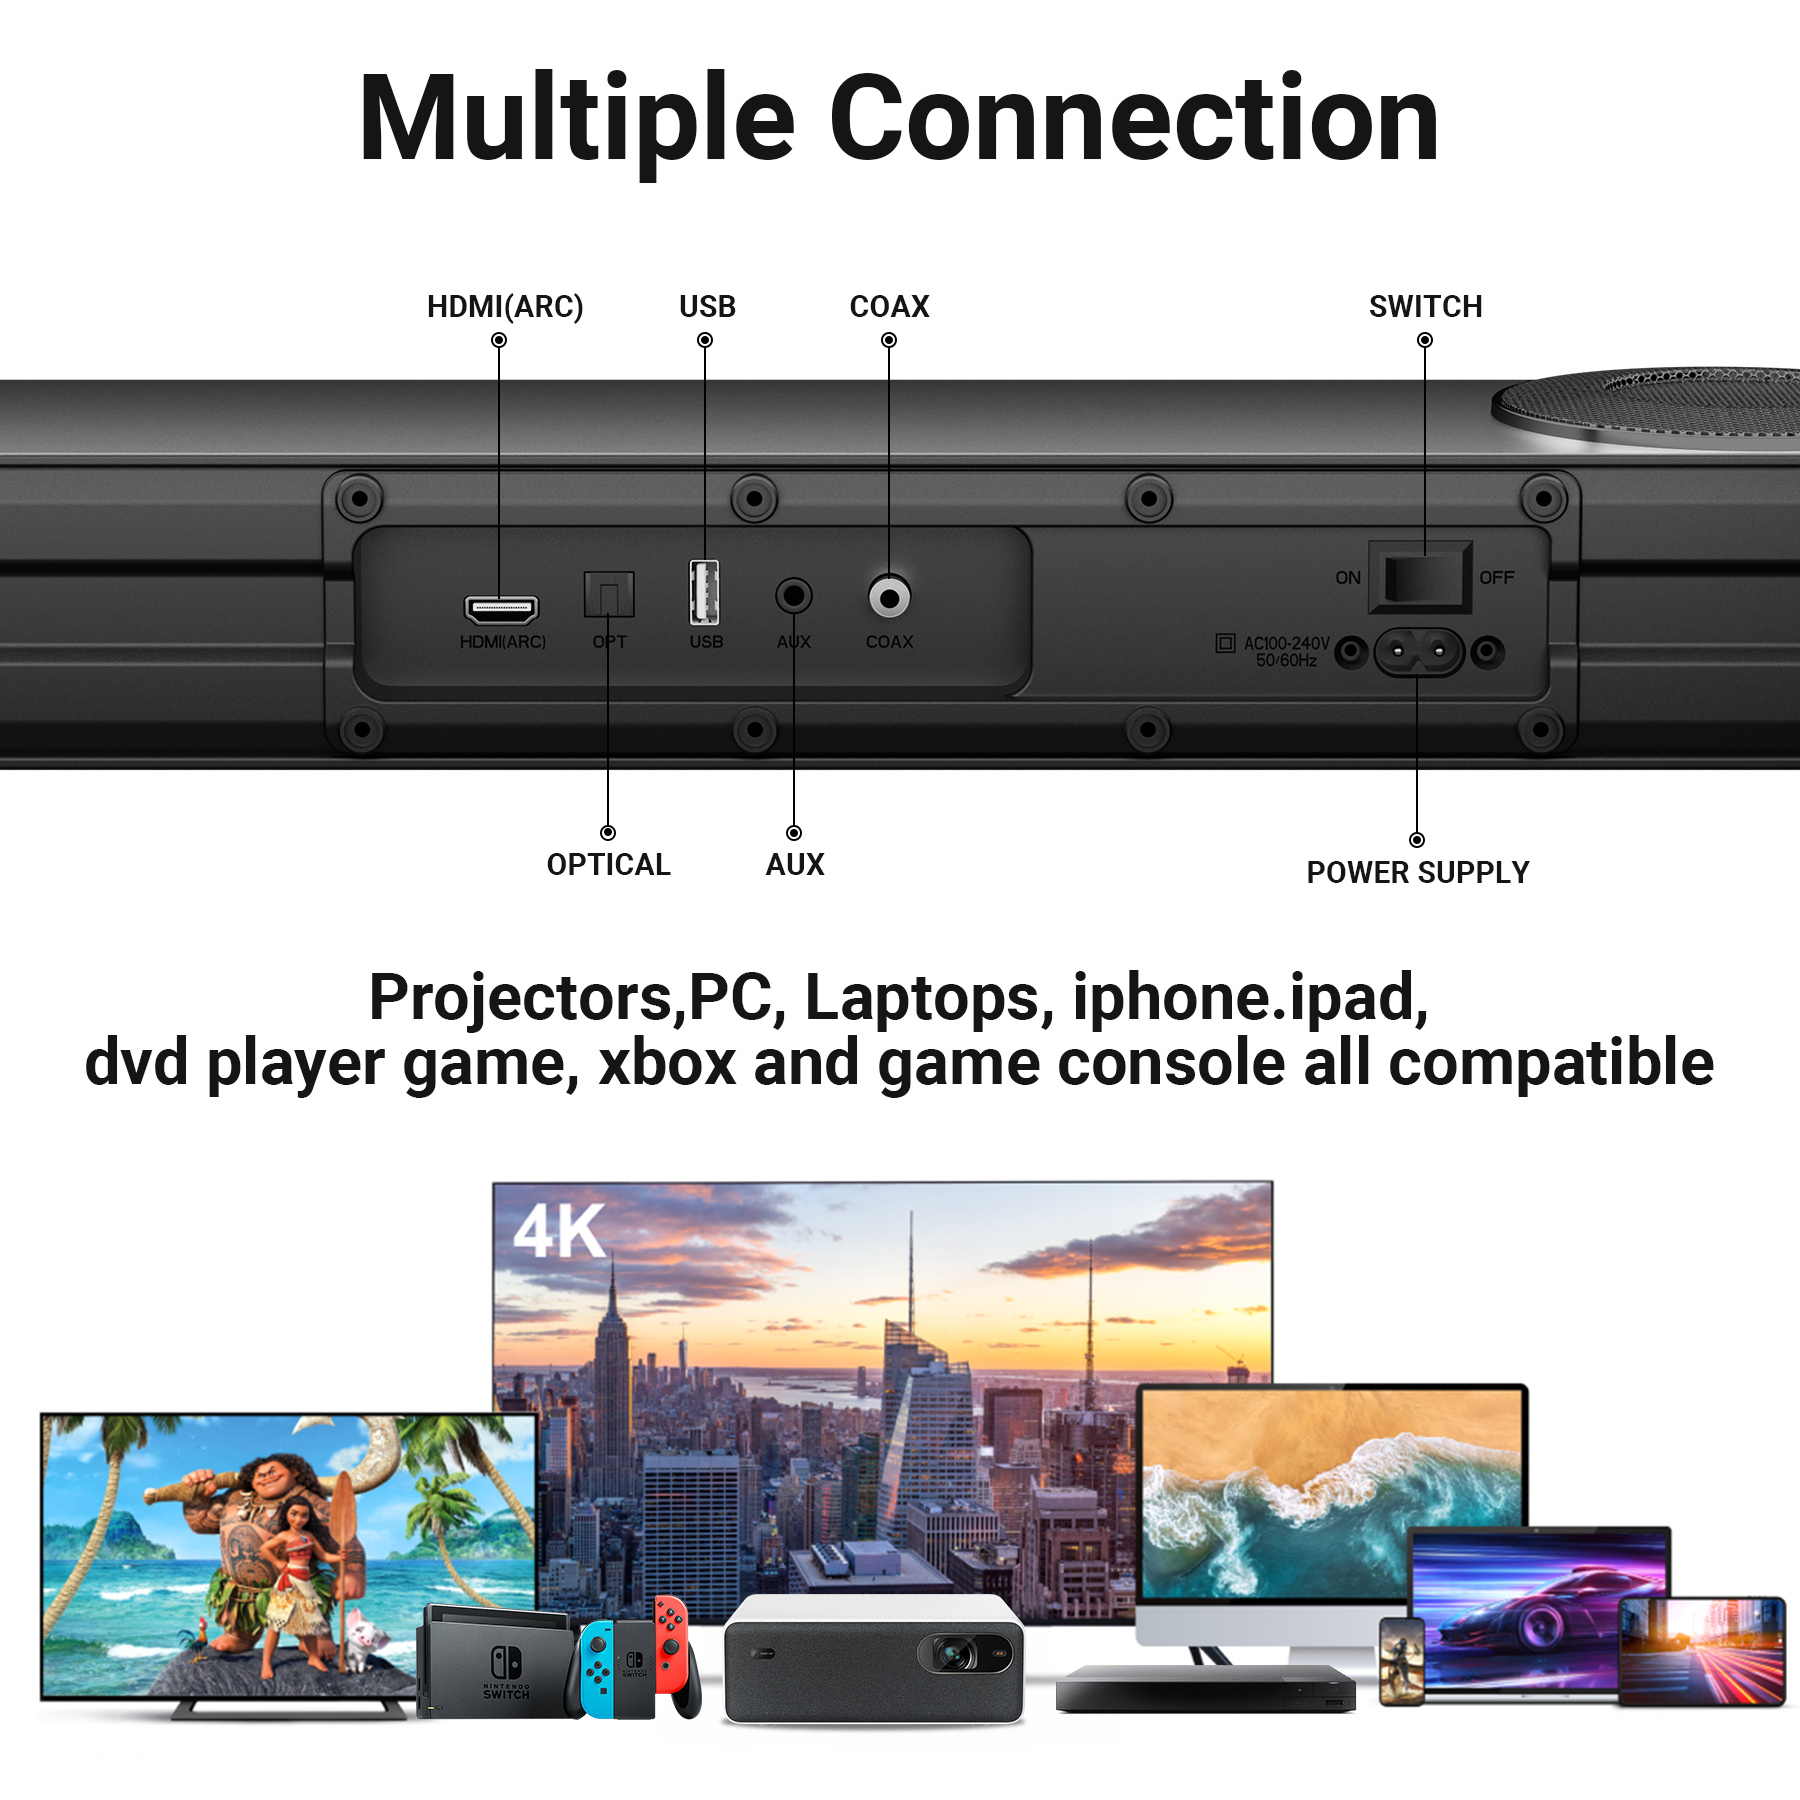 Multiple Connection
HDMI(ARC) USB COAX SWITCH
ON OFF
HDMI(ARC) OPT USB AUX COAX
AC100-240V
50/60Hz
OPTICAL AUX POWER SUPPLY
Projectors,PC, Laptops, iphone.ipad,
dvd player game, xbox and game console all compatible
4K
NINTENDO
SWITCH
NINTENDO
SWITCH